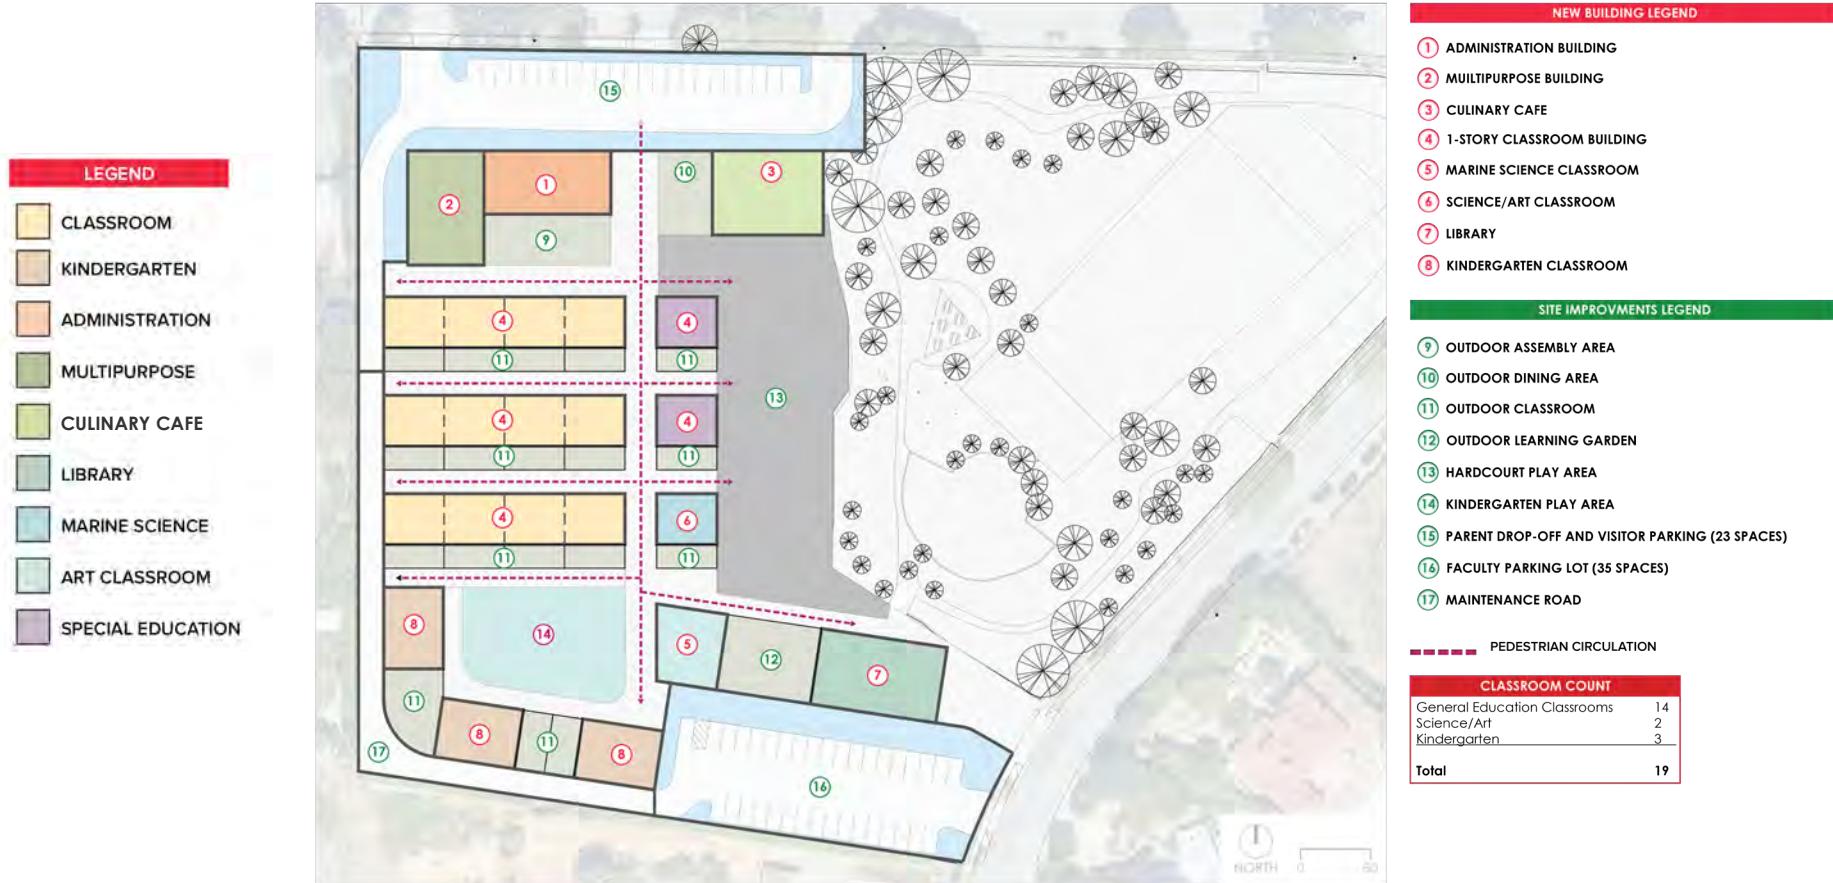 LEGEND
CLASSROOM
KINDERGARTEN
ADMINISTRATION
MULTIPURPOSE
CULINARY CAFE
LIBRARY
MARINE SCIENCE
ART CLASSROOM
SPECIAL EDUCATION
15
10
3
1
2
9
4
4
11
11
13
4
4
11
11
4
6
11
11
8
14
5
12
7
11
8
11
8
17
16
NORTH
0
60
NEW BUILDING LEGEND
1 ADMINISTRATION BUILDING
2 MUILTIPURPOSE BUILDING
3 CULINARY CAFE
4 1-STORY CLASSROOM BUILDING
5 MARINE SCIENCE CLASSROOM
6 SCIENCE/ART CLASSROOM
7 LIBRARY
8 KINDERGARTEN CLASSROOM
SITE IMPROVMENTS LEGEND
9 OUTDOOR ASSEMBLY AREA
10 OUTDOOR DINING AREA
11 OUTDOOR CLASSROOM
12 OUTDOOR LEARNING GARDEN
13 HARDCOURT PLAY AREA
14 KINDERGARTEN PLAY AREA
15 PARENT DROP-OFF AND VISITOR PARKING (23 SPACES)
16 FACULTY PARKING LOT (35 SPACES)
17 MAINTENANCE ROAD
PEDESTRIAN CIRCULATION
CLASSROOM COUNT
General Education Classrooms 14
Science/Art 2
Kindergarten 3
Total 19